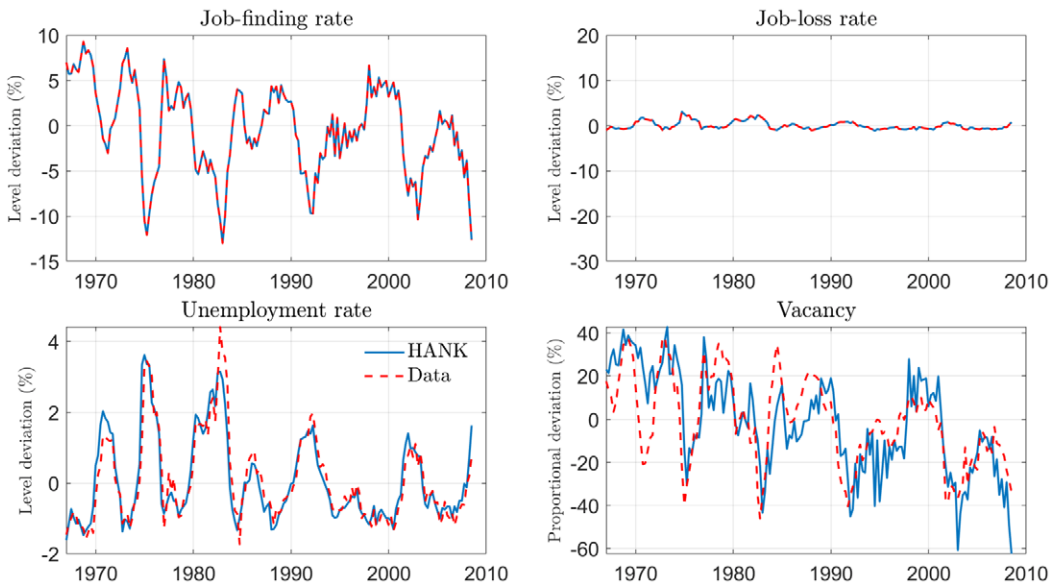 Job-finding rate
Level deviation (%)
10
5
0
-5
-10
-15
1970 1980 1990 2000 2010
Job-loss rate
Level deviation (%)
20
10
0
-10
-20
-30
1970 1980 1990 2000 2010
Unemployment rate
Level deviation (%)
4
2
0
-2
HANK
Data
1970 1980 1990 2000 2010
Vacancy
Proportional deviation (%)
40
20
0
-20
-40
-60
1970 1980 1990 2000 2010